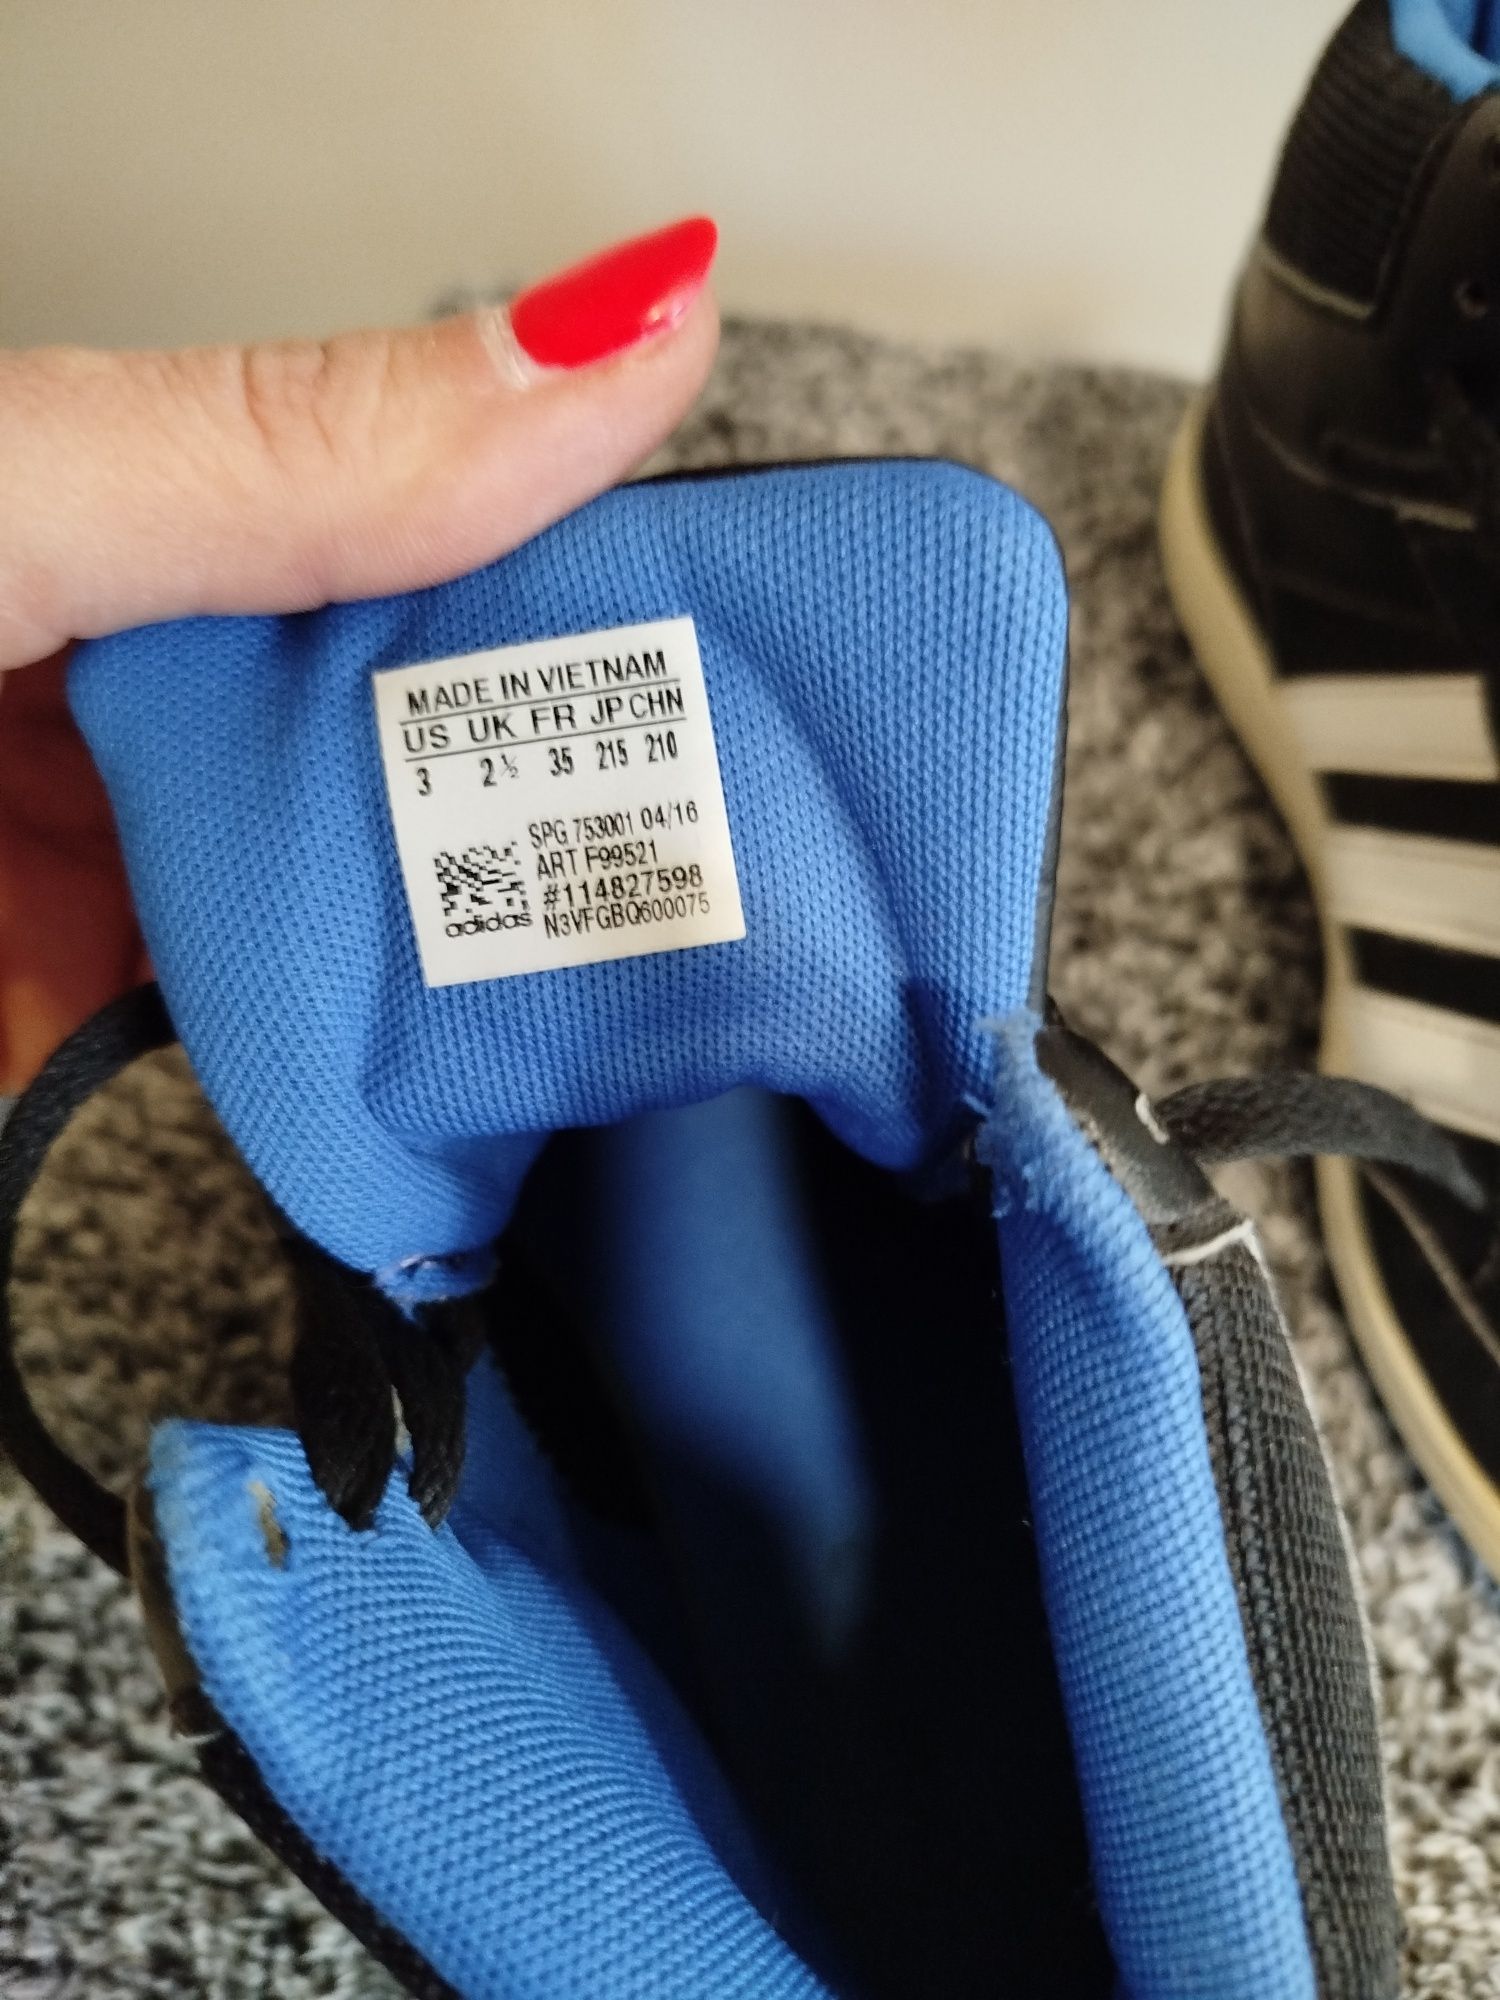 MADE IN VIETNAM
US UK FR JP CHN
3 2½ 35 215 210
SPG 753001 04/16
ART F99521
#114827598
N3VFGBQ600075
adidas